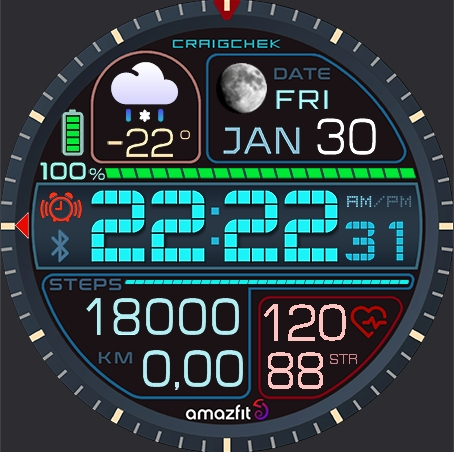 CRAIGCHEK
DATE
FRI
JAN 30
-22°
100%
22:22
AM/PM
31
STEPS
18000
KM 0,00
120
88 STR
amazfit